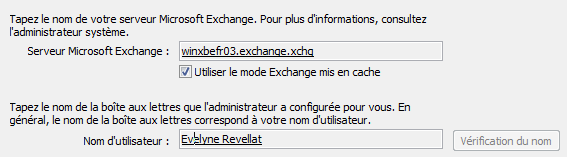 Tapez le nom de votre serveur Microsoft Exchange. Pour plus d'informations, consultez
l'administrateur système.
Serveur Microsoft Exchange : winxbefr03.exchange.xchg
Utiliser le mode Exchange mis en cache
Tapez le nom de la boîte aux lettres que l'administrateur a configurée pour vous. En
général, le nom de la boîte aux lettres correspond à votre nom d'utilisateur.
Nom d'utilisateur : Evelyne Revellat Vérification du nom